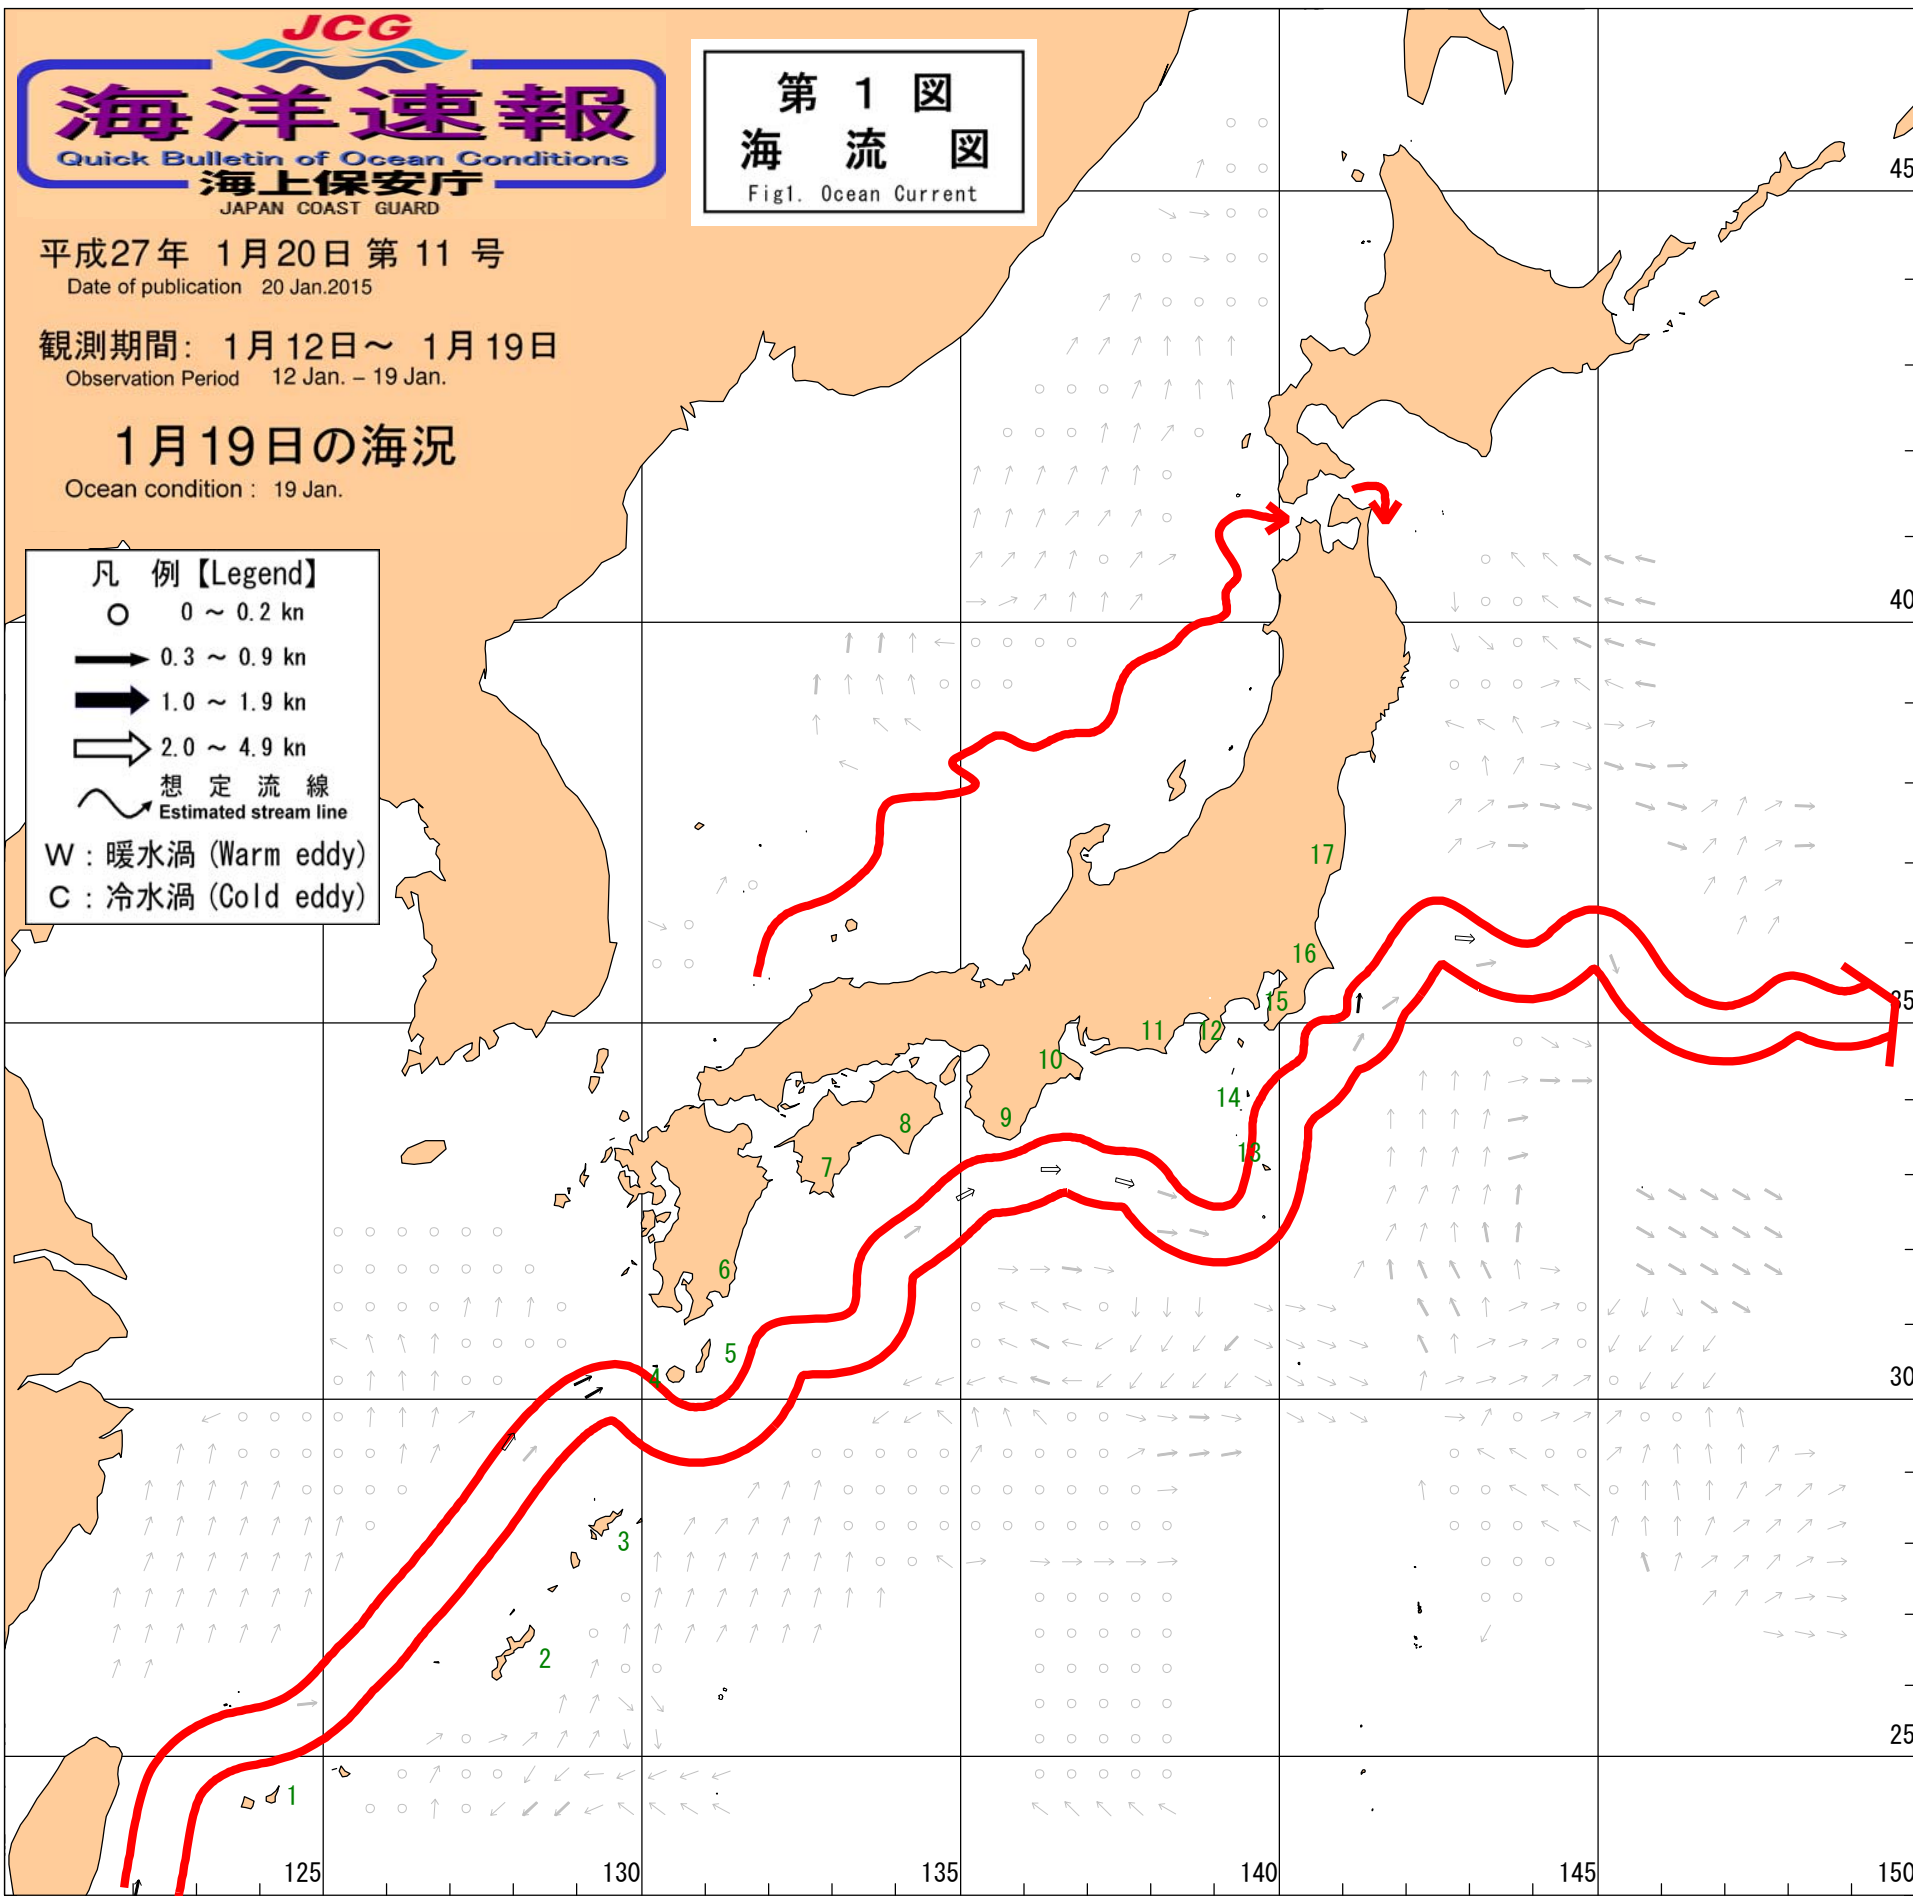 JCG
海洋速報
Quick Bulletin of Ocean Conditions
海上保安庁
JAPAN COAST GUARD
第 1 図
海 流 図
Fig1. Ocean Current
平成27年 1月20日 第 11 号
Date of publication 20 Jan.2015
観測期間: 1月12日～ 1月19日
Observation Period 12 Jan. – 19 Jan.
1月19日の海況
Ocean condition : 19 Jan.
凡 例【Legend】
0 ～ 0.2 kn
0.3 ～ 0.9 kn
1.0 ～ 1.9 kn
2.0 ～ 4.9 kn
想 定 流 線
Estimated stream line
W : 暖水渦 (Warm eddy)
C : 冷水渦 (Cold eddy)
45
40
17
16
35
15
11
12
10
14
9
8
13
7
6
5
4
30
3
2
25
1
125
130
135
140
145
150